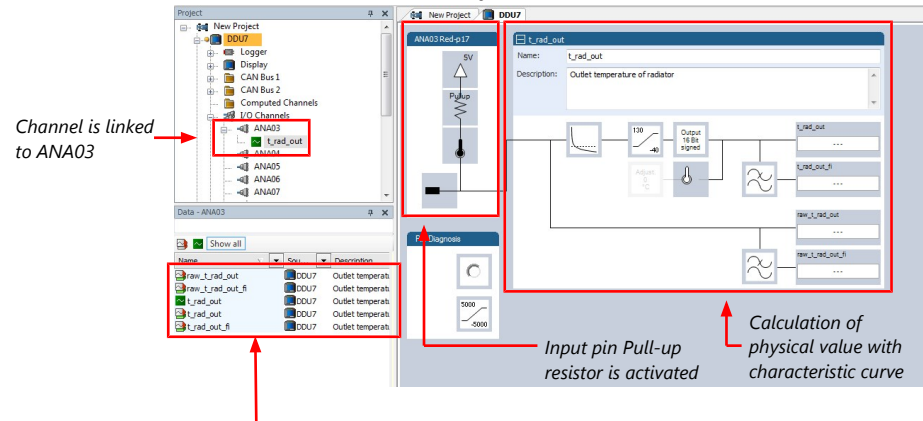 Project
New Project
DDU7
Logger
Display
CAN Bus 1
CAN Bus 2
Computed Channels
I/O Channels
ANA03
t_rad_out
ANA04
ANA05
ANA06
ANA07
Channel is linked
to ANA03
Data - ANA03
Show all
Name Sou Description
raw_t_rad_out DDU7 Outlet temperatu
raw_t_rad_out_fi DDU7 Outlet temperatu
t_rad_out DDU7 Outlet temperatu
t_rad_out DDU7 Outlet temperatu
t_rad_out_fi DDU7 Outlet temperatu
New Project DDU7
ANA03 Red-p17
5V
Pullup
Diagnosis
5000
-5000
t_rad_out
Name: t_rad_out
Description: Outlet temperature of radiator
130
-40
Output
16 Bit
signed
Adjust
t_rad_out
---
t_rad_out_fi
---
raw_t_rad_out
---
raw_t_rad_out_fi
---
Input pin Pull-up
resistor is activated
Calculation of
physical value with
characteristic curve